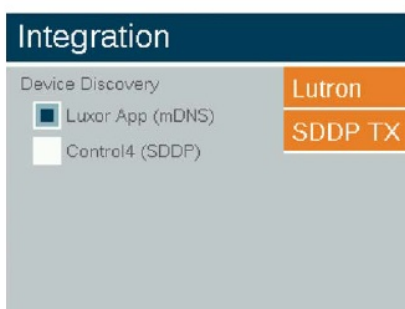 Integration
Device Discovery
Luxor App (mDNS)
Control4 (SDDP)
Lutron
SDDP TX